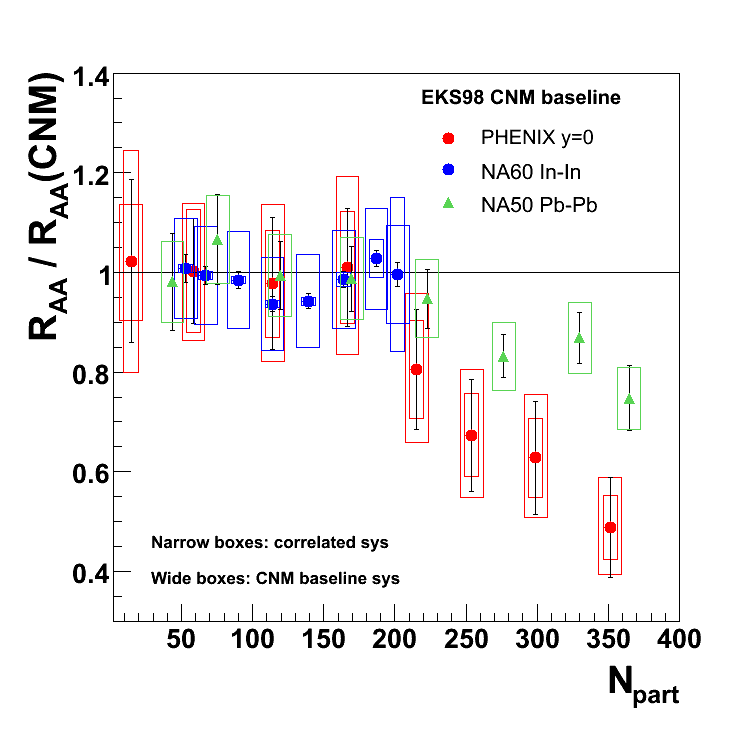 R_AA / R_AA(CNM)
1.4
1.2
1
0.8
0.6
0.4
EKS98 CNM baseline
PHENIX y=0
NA60 In-In
NA50 Pb-Pb
Narrow boxes: correlated sys
Wide boxes: CNM baseline sys
50 100 150 200 250 300 350 400
N_part